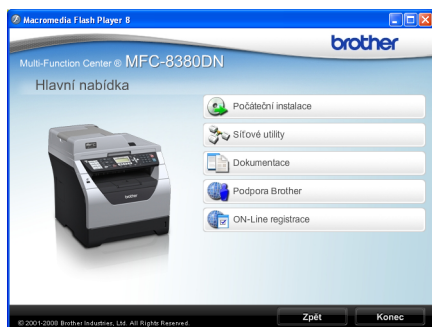 Macromedia Flash Player 8
brother
Multi-Function Center ® MFC-8380DN
Hlavní nabídka
Počáteční instalace
Síťové utility
Dokumentace
Podpora Brother
ON-Line registrace
brother
Zpět
Konec
© 2001-2008 Brother Industries, Ltd. All Rights Reserved.